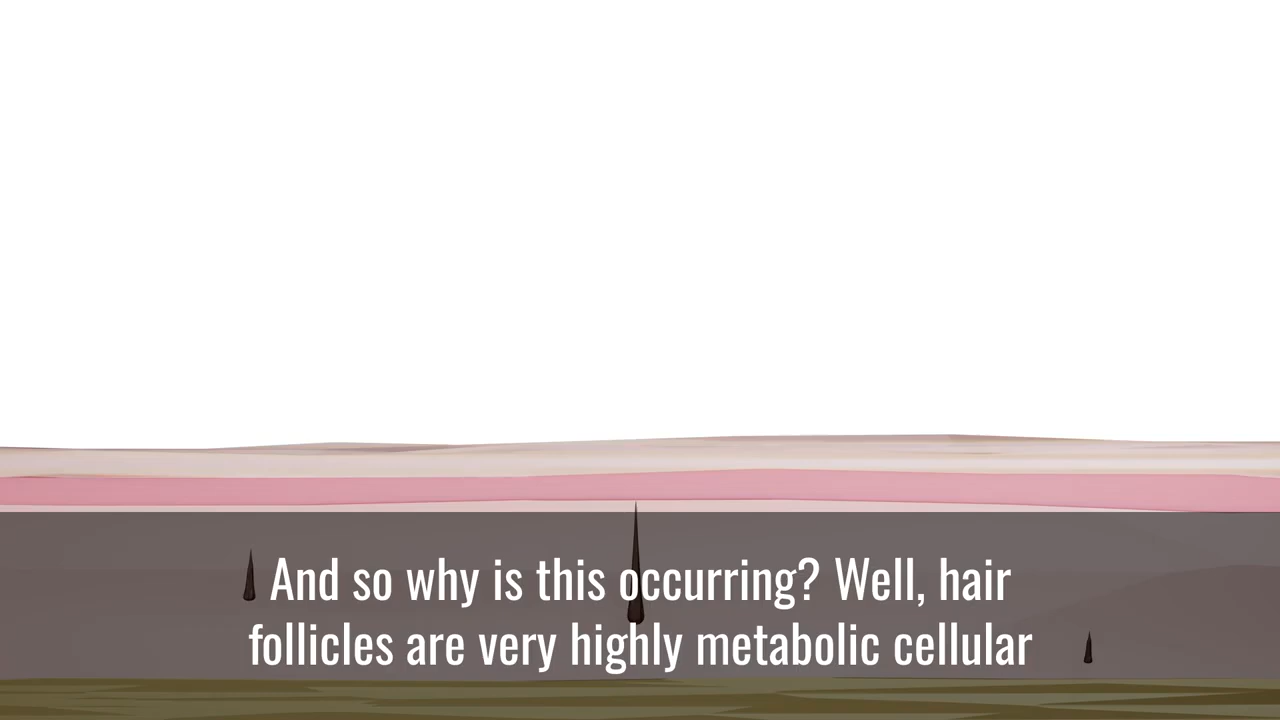 And so why is this occurring? Well, hair
follicles are very highly metabolic cellular